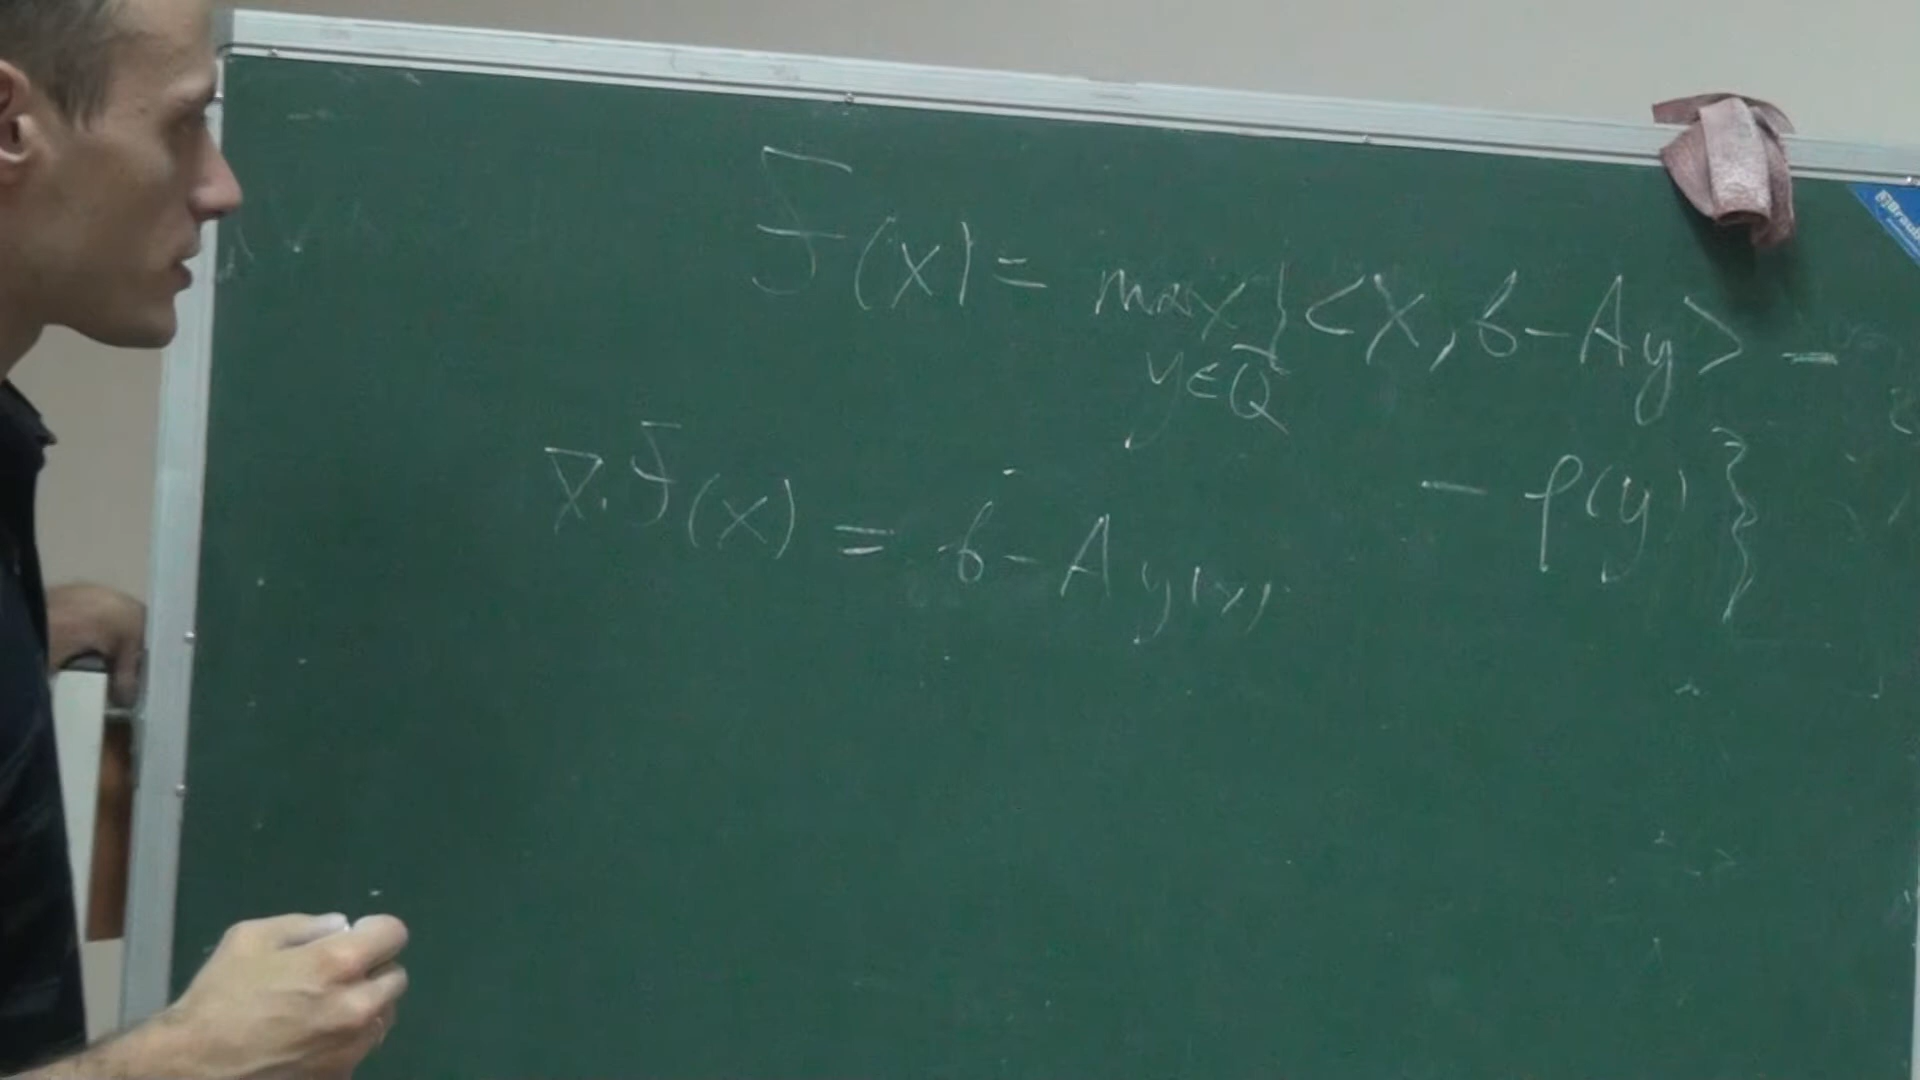 F(x) = max { <x, b - Ay> -
y∈Q
- φ(y) }
∇F(x) = b - Ay(x)